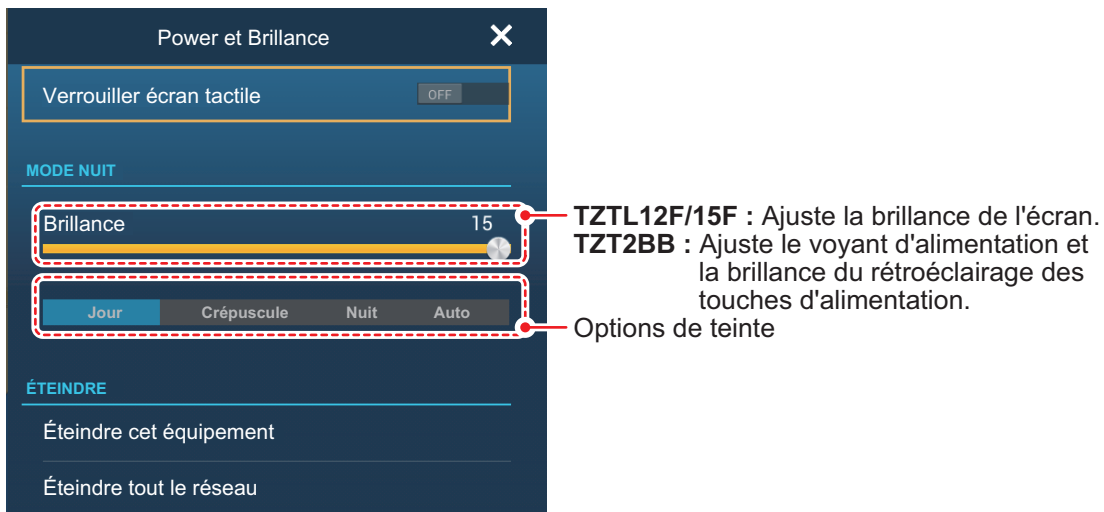 Power et Brillance
Verrouiller écran tactile OFF
MODE NUIT
Brillance 15
Jour Crépuscule Nuit Auto
ÉTEINDRE
Éteindre cet équipement
Éteindre tout le réseau
TZTL12F/15F : Ajuste la brillance de l'écran.
TZT2BB : Ajuste le voyant d'alimentation et
la brillance du rétroéclairage des
touches d'alimentation.
Options de teinte